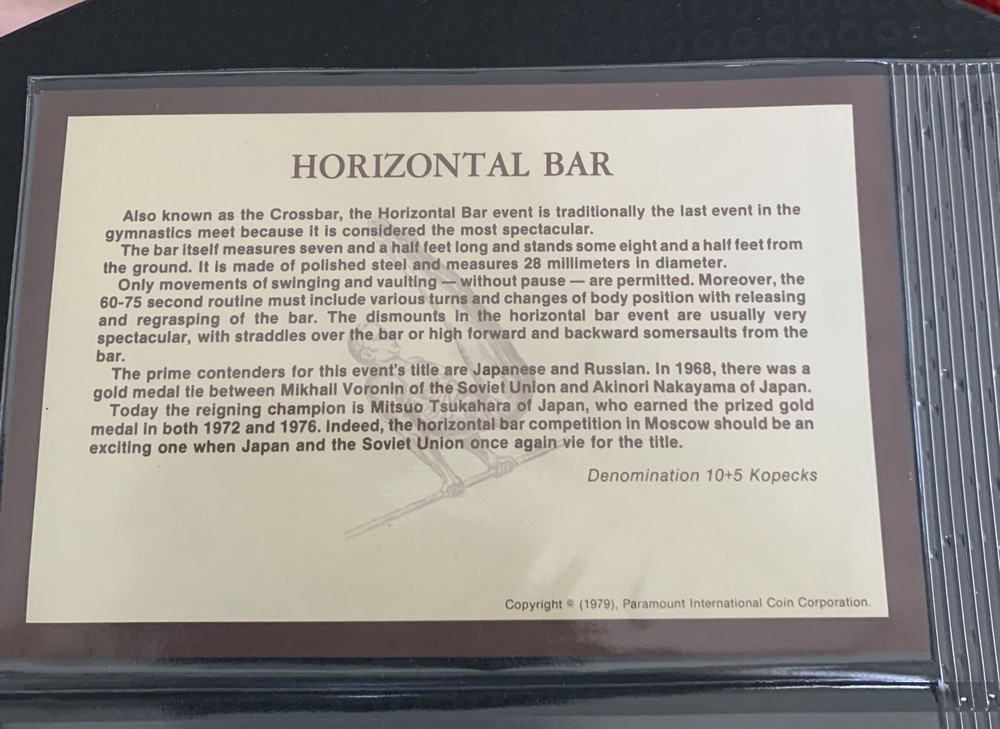 HORIZONTAL BAR
Also known as the Crossbar, the Horizontal Bar event is traditionally the last event in the
gymnastics meet because it is considered the most spectacular.
The bar itself measures seven and a half feet long and stands some eight and a half feet from
the ground. It is made of polished steel and measures 28 millimeters in diameter.
Only movements of swinging and vaulting — without pause — are permitted. Moreover, the
60-75 second routine must include various turns and changes of body position with releasing
and regrasping of the bar. The dismounts in the horizontal bar event are usually very
spectacular, with straddles over the bar or high forward and backward somersaults from the
bar.
The prime contenders for this event's title are Japanese and Russian. In 1968, there was a
gold medal tie between Mikhail Voronin of the Soviet Union and Akinori Nakayama of Japan.
Today the reigning champion is Mitsuo Tsukahara of Japan, who earned the prized gold
medal in both 1972 and 1976. Indeed, the horizontal bar competition in Moscow should be an
exciting one when Japan and the Soviet Union once again vie for the title.
Denomination 10+5 Kopecks
Copyright © (1979), Paramount International Coin Corporation.